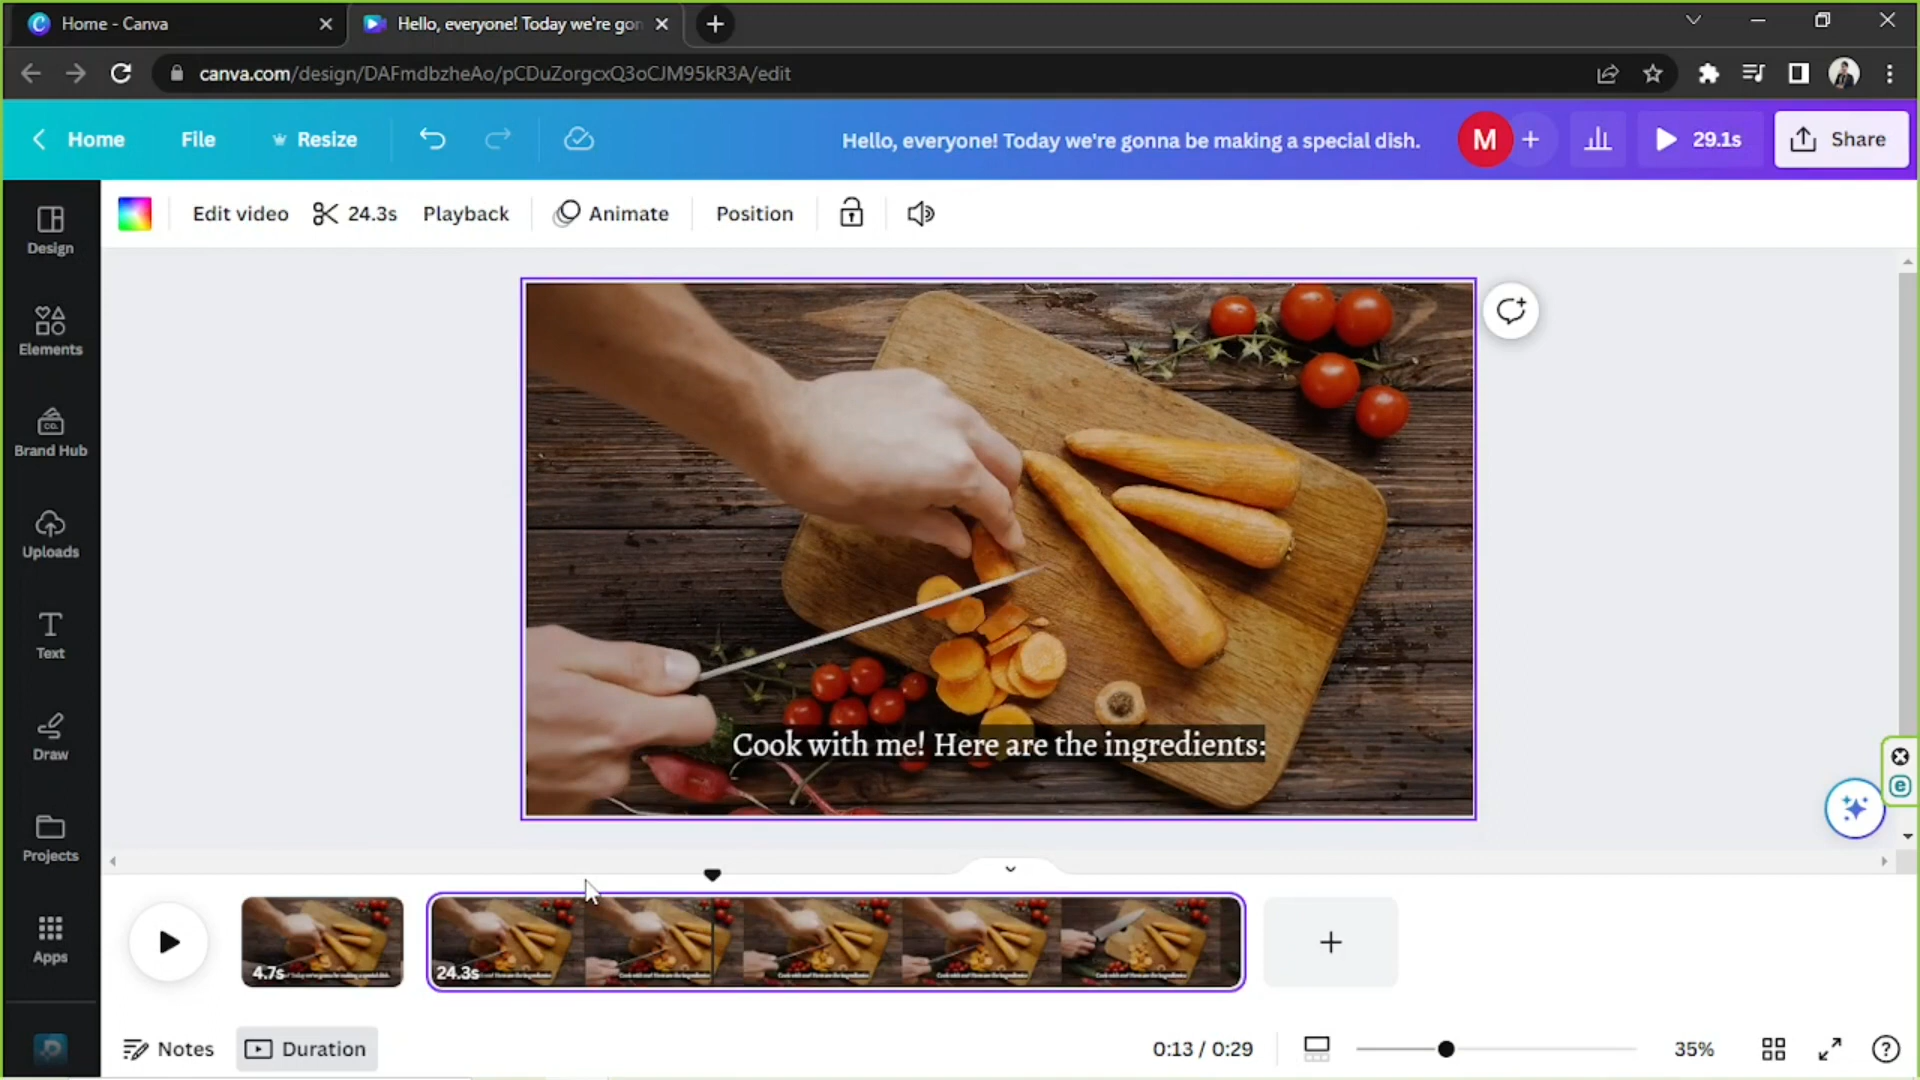 Home - Canva
Hello, everyone! Today we're gon
canva.com/design/DAFmdbzheAo/pCDuZorgcxQ3oCJM95kR3A/edit
Home
File
Resize
Hello, everyone! Today we're gonna be making a special dish.
M
29.1s
Share
Edit video
24.3s
Playback
Animate
Position
Design
Elements
CO.
Brand Hub
Uploads
Text
Draw
Projects
Apps
Cook with me! Here are the ingredients:
4.7s
24.3s
Notes
Duration
0:13 / 0:29
35%